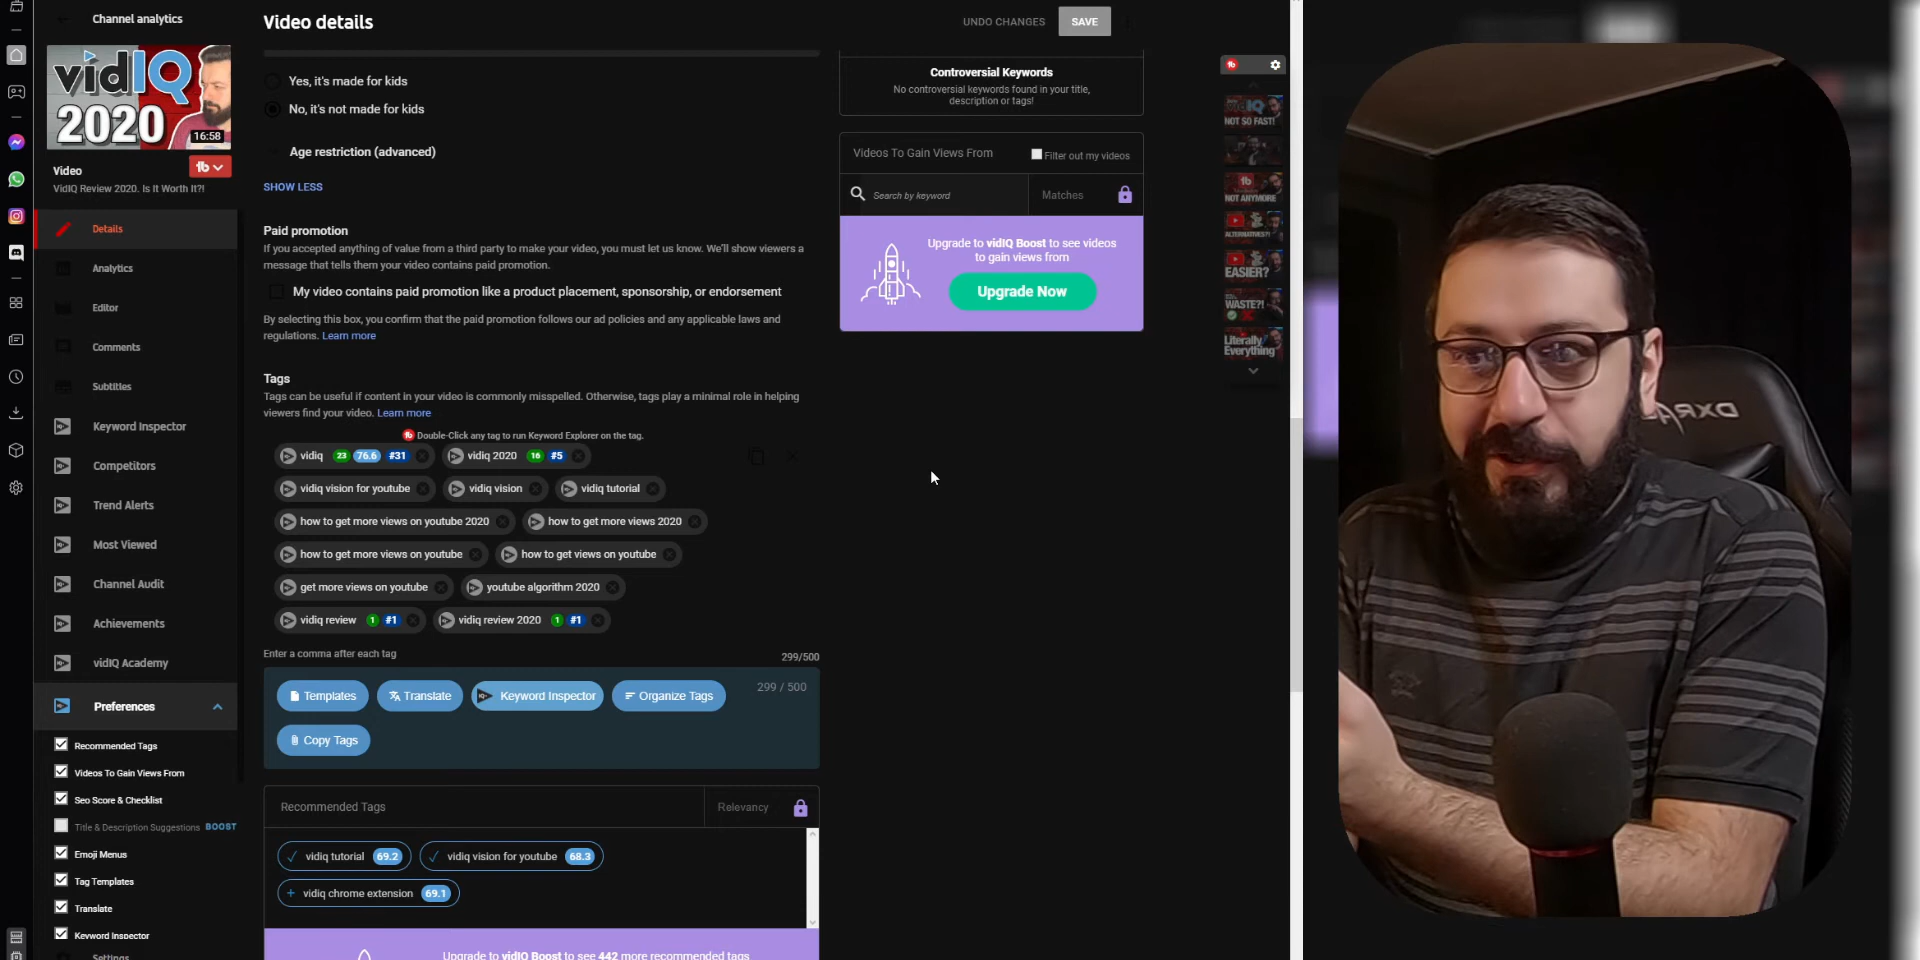 Channel analytics
Video details
UNDO CHANGES
SAVE
vidIQ
2020
16:58
Video
VidIQ Review 2020. Is It Worth It?!
Details
Analytics
Editor
Comments
Subtitles
Keyword Inspector
Competitors
Trend Alerts
Most Viewed
Channel Audit
Achievements
vidIQ Academy
Preferences
Recommended Tags
Videos To Gain Views From
Seo Score & Checklist
Title & Description Suggestions BOOST
Emoji Menus
Tag Templates
Translate
Keyword Inspector
Settings
Yes, it's made for kids
No, it's not made for kids
Age restriction (advanced)
SHOW LESS
Paid promotion
If you accepted anything of value from a third party to make your video, you must let us know. We'll show viewers a
message that tells them your video contains paid promotion.
My video contains paid promotion like a product placement, sponsorship, or endorsement
By selecting this box, you confirm that the paid promotion follows our ad policies and any applicable laws and
regulations. Learn more
Tags
Tags can be useful if content in your video is commonly misspelled. Otherwise, tags play a minimal role in helping
viewers find your video. Learn more
Double-Click any tag to run Keyword Explorer on the tag.
vidiq 23 76.6 #31 vidiq 2020 16 #5
vidiq vision for youtube vidiq vision vidiq tutorial
how to get more views on youtube 2020 how to get more views 2020
how to get more views on youtube how to get views on youtube
get more views on youtube youtube algorithm 2020
vidiq review 1 #1 vidiq review 2020 1 #1
Enter a comma after each tag
299/500
Templates Translate Keyword Inspector Organize Tags 299 / 500
Copy Tags
Recommended Tags Relevancy
vidiq tutorial 69.2 vidiq vision for youtube 68.3
+ vidiq chrome extension 69.1
Upgrade to vidIQ Boost to see 442 more recommended tags
Controversial Keywords
No controversial keywords found in your title,
description or tags!
Videos To Gain Views From Filter out my videos
Search by keyword Matches
Upgrade to vidIQ Boost to see videos
to gain views from
Upgrade Now
NOT SO FAST!
NOT ANYMORE
ALTERNATIVES?!
EASIER?
WASTE?!
Literally
Everything
DXRA